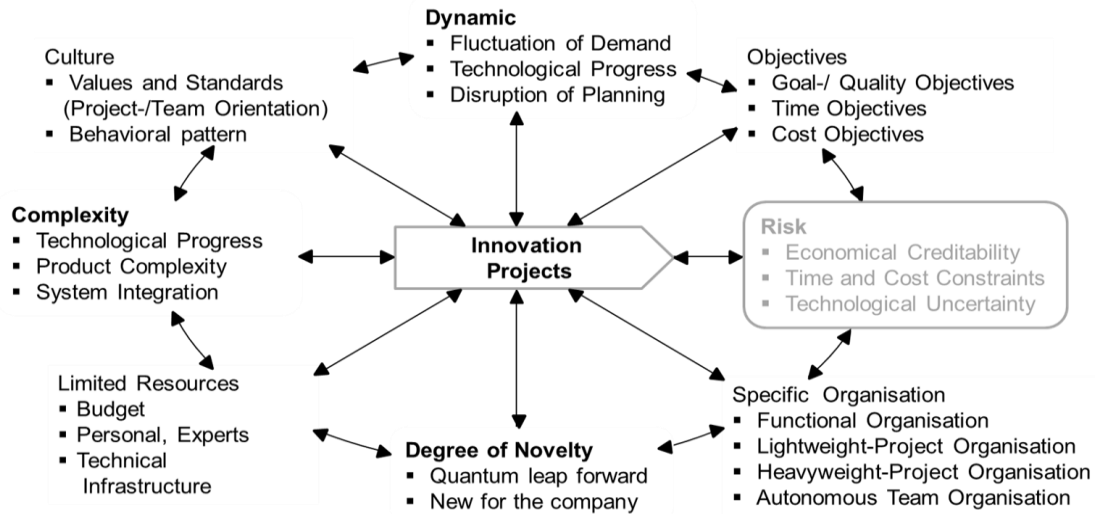 Dynamic
▪ Fluctuation of Demand
▪ Technological Progress
▪ Disruption of Planning
Culture
▪ Values and Standards
(Project-/Team Orientation)
▪ Behavioral pattern
Objectives
▪ Goal-/ Quality Objectives
▪ Time Objectives
▪ Cost Objectives
Complexity
▪ Technological Progress
▪ Product Complexity
▪ System Integration
Innovation
Projects
Risk
▪ Economical Creditability
▪ Time and Cost Constraints
▪ Technological Uncertainty
Limited Resources
▪ Budget
▪ Personal, Experts
▪ Technical
Infrastructure
Degree of Novelty
▪ Quantum leap forward
▪ New for the company
Specific Organisation
▪ Functional Organisation
▪ Lightweight-Project Organisation
▪ Heavyweight-Project Organisation
▪ Autonomous Team Organisation